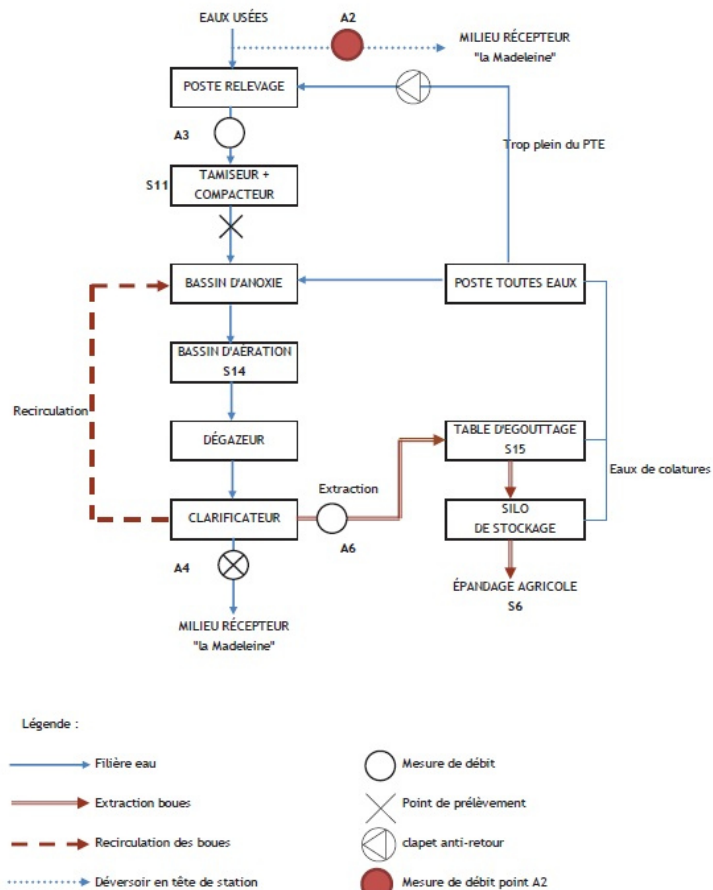 EAUX USÉES
A2
MILIEU RÉCEPTEUR
"la Madeleine"
POSTE RELEVAGE
A3
Trop plein du PTE
S11
TAMISEUR +
COMPACTEUR
BASSIN D'ANOXIE
POSTE TOUTES EAUX
BASSIN D'AÉRATION
S14
Recirculation
DÉGAZEUR
TABLE D'EGOUTTAGE
S15
Eaux de colatures
Extraction
CLARIFICATEUR
A6
SILO
DE STOCKAGE
A4
ÉPANDAGE AGRICOLE
S6
MILIEU RÉCEPTEUR
"la Madeleine"
Légende :
Filière eau
Mesure de débit
Extraction boues
Point de prélèvement
Recirculation des boues
clapet anti-retour
Déversoir en tête de station
Mesure de débit point A2